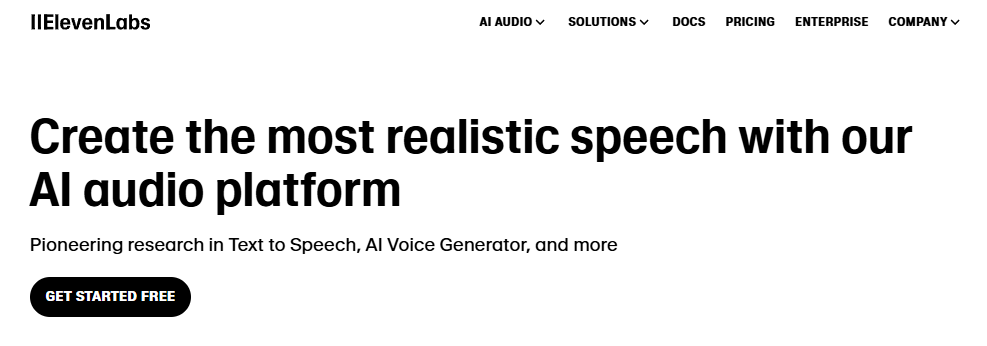 IIElevenLabs
AI AUDIO
SOLUTIONS
DOCS
PRICING
ENTERPRISE
COMPANY
Create the most realistic speech with our
AI audio platform
Pioneering research in Text to Speech, AI Voice Generator, and more
GET STARTED FREE